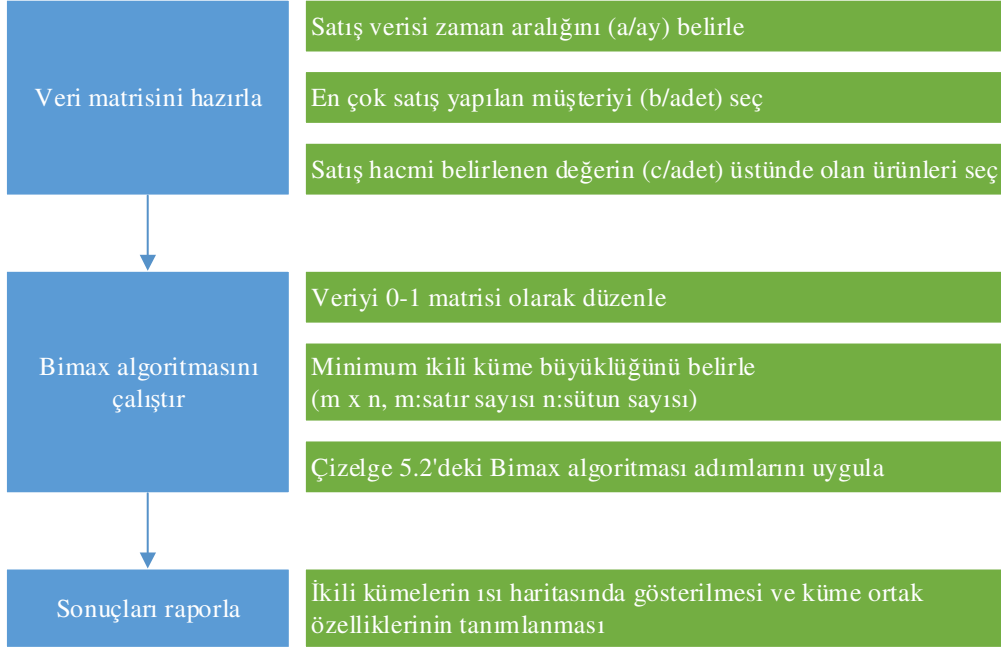 Veri matrisini hazırla
Satış verisi zaman aralığını (a/ay) belirle
En çok satış yapılan müşteriyi (b/adet) seç
Satış hacmi belirlenen değerin (c/adet) üstünde olan ürünleri seç
Bimax algoritmasını
çalıştır
Veriyi 0-1 matrisi olarak düzenle
Minimum ikili küme büyüklüğünü belirle
(m x n, m:satır sayısı n:sütun sayısı)
Çizelge 5.2'deki Bimax algoritması adımlarını uygula
Sonuçları raporla
İkili kümelerin ısı haritasında gösterilmesi ve küme ortak
özelliklerinin tanımlanması